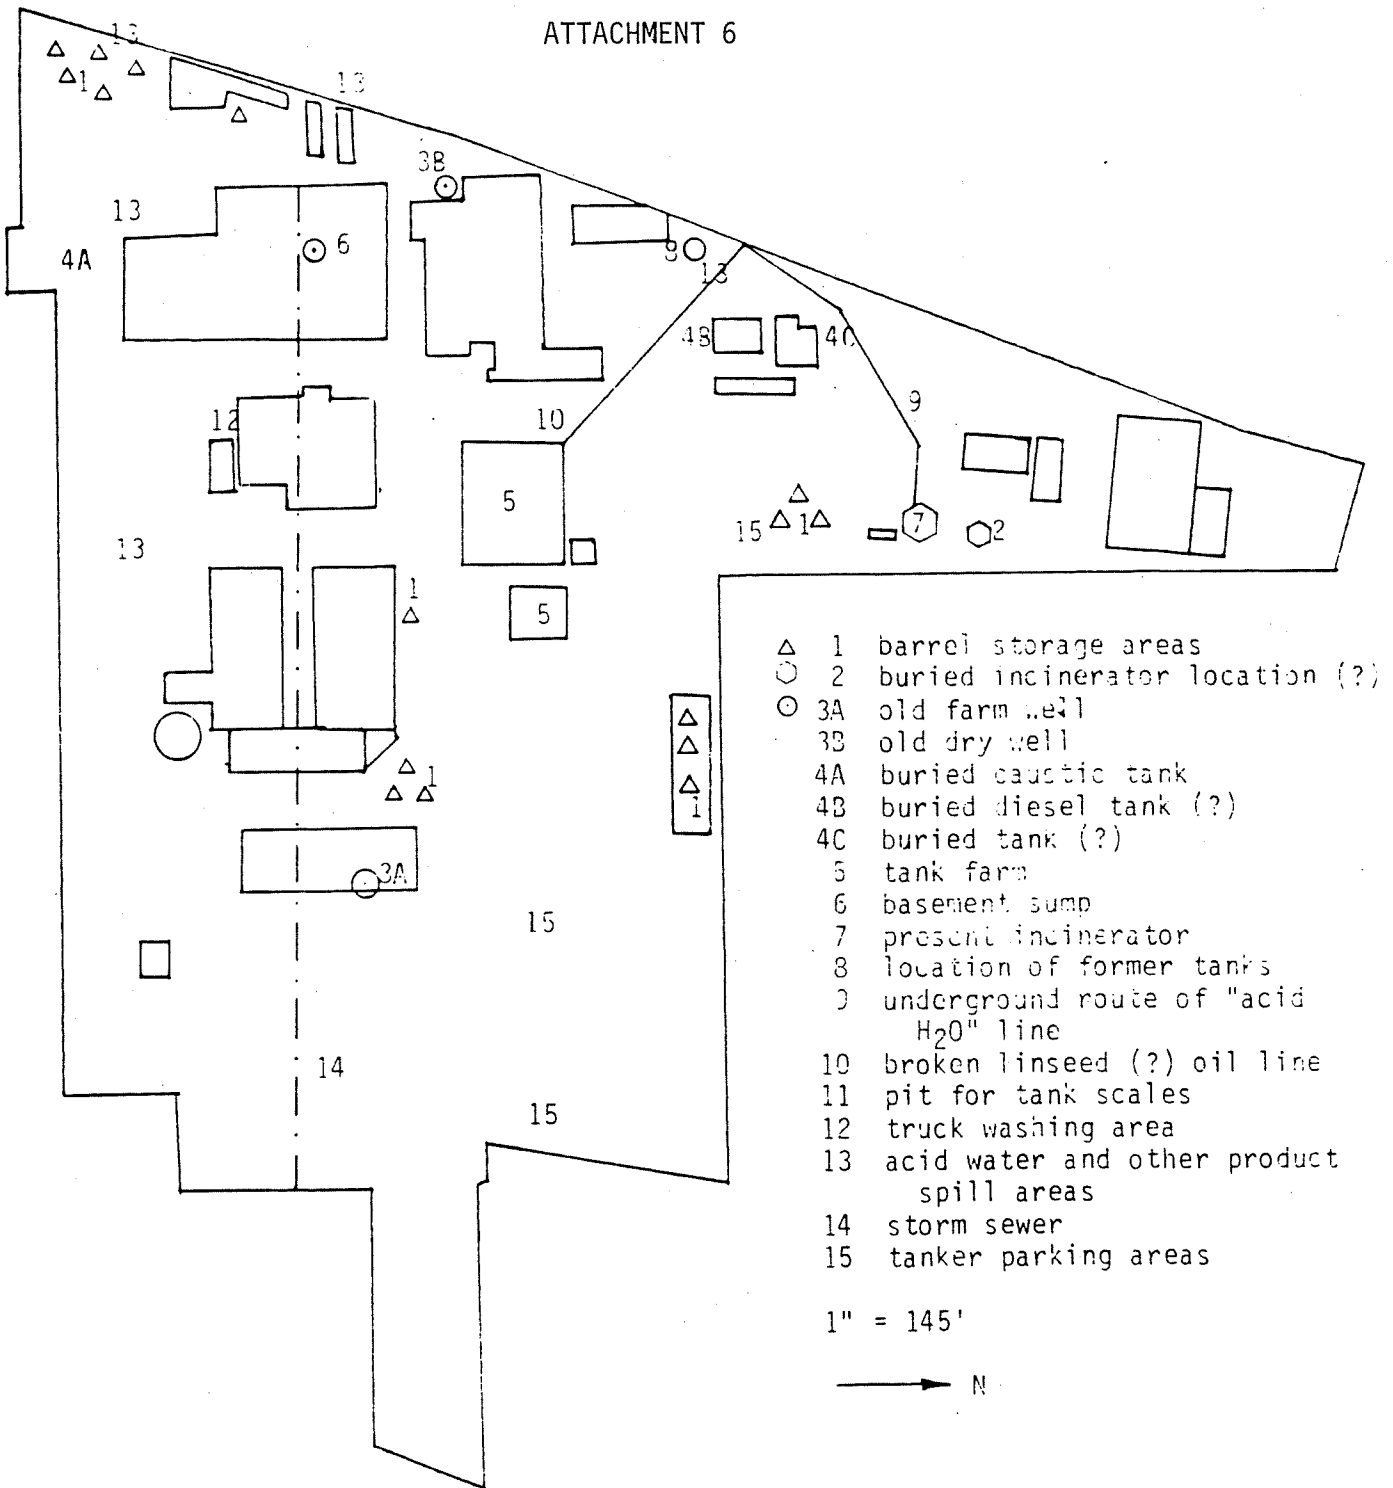 ATTACHMENT 6
13
1
13
3B
13
6
4A
8
13
4B
4C
9
10
12
5
15
1
7
2
13
1
5
1
1
3A
15
14
15
△ 1 barrel storage areas
⬡ 2 buried incinerator location (?)
⊙ 3A old farm well
3B old dry well
4A buried caustic tank
4B buried diesel tank (?)
4C buried tank (?)
5 tank farm
6 basement sump
7 present incinerator
8 location of former tanks
9 underground route of "acid
H₂O" line
10 broken linseed (?) oil line
11 pit for tank scales
12 truck washing area
13 acid water and other product
spill areas
14 storm sewer
15 tanker parking areas
1" = 145'
N